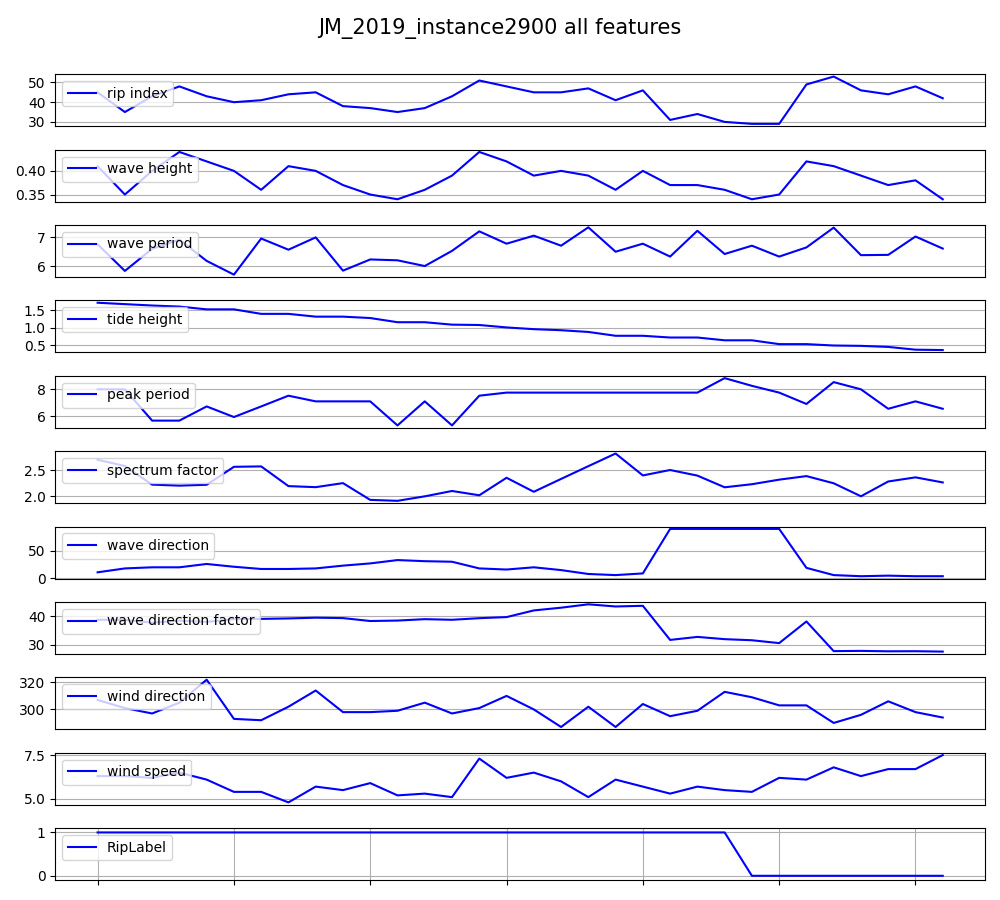 JM_2019_instance2900 all features
50
40
30
rip index
0.40
0.35
wave height
7
6
wave period
1.5
1.0
0.5
tide height
8
6
peak period
2.5
2.0
spectrum factor
50
0
wave direction
40
30
wave direction factor
320
300
wind direction
7.5
5.0
wind speed
1
0
RipLabel